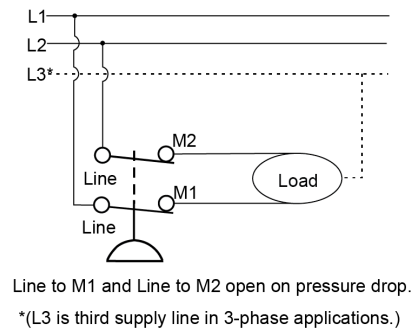 L1
L2
L3*
M2
Line
Load
M1
Line
Line to M1 and Line to M2 open on pressure drop.
*(L3 is third supply line in 3-phase applications.)